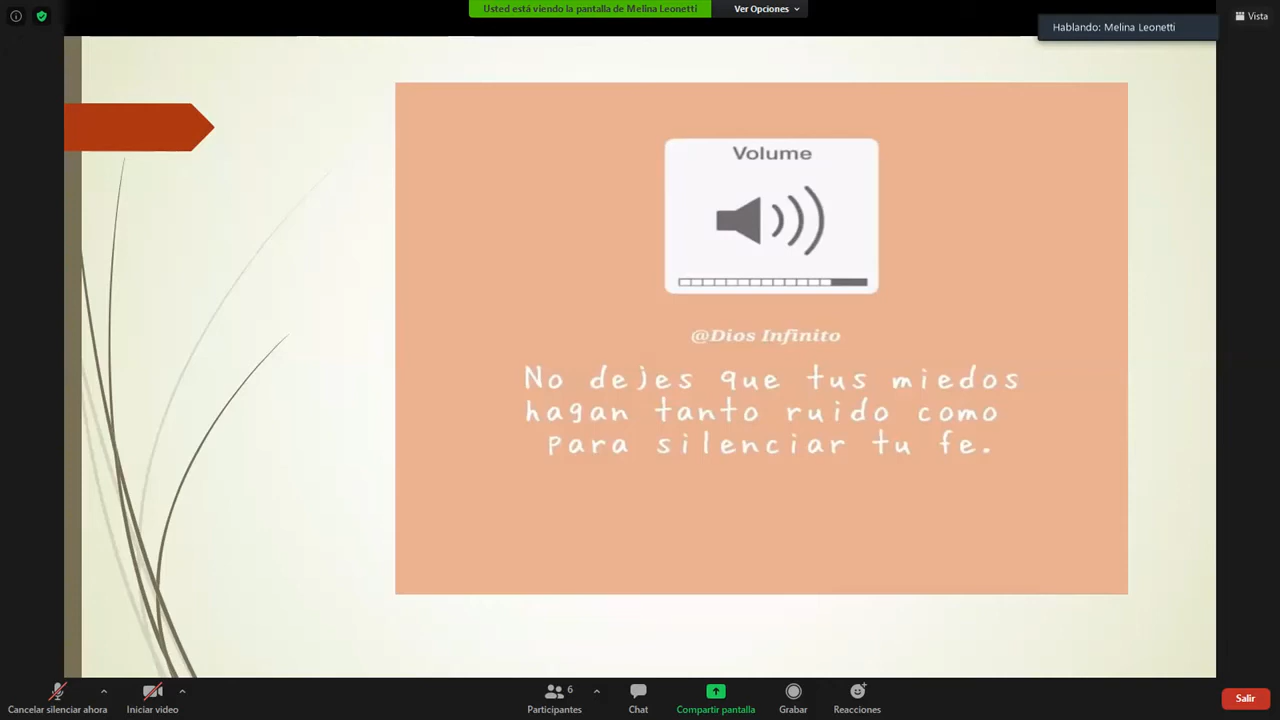 Usted está viendo la pantalla de Melina Leonetti
Ver Opciones
Vista
Hablando: Melina Leonetti
Volume
@Dios Infinito
No dejes que tus miedos
hagan tanto ruido como
para silenciar tu fe.
Cancelar silenciar ahora
Iniciar video
6
Participantes
Chat
Compartir pantalla
Grabar
Reacciones
Salir